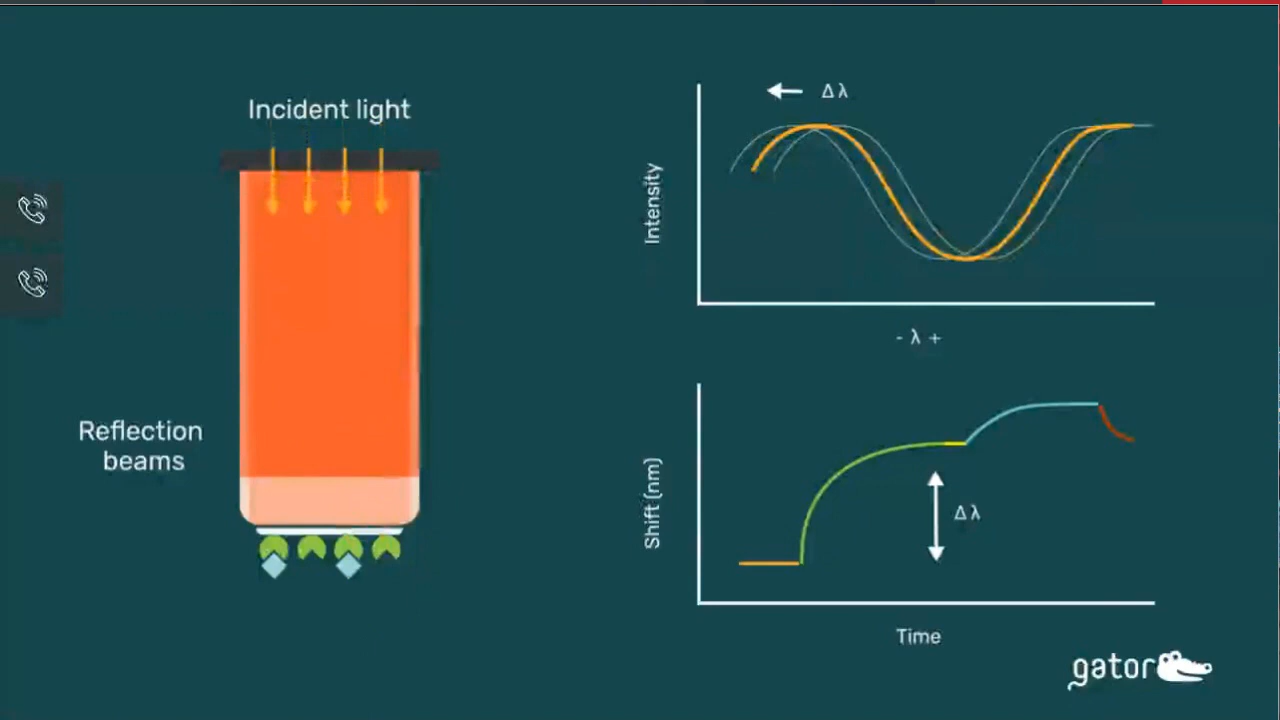 Incident light
Reflection
beams
Δλ
Intensity
- λ +
Shift (nm)
Δλ
Time
gator